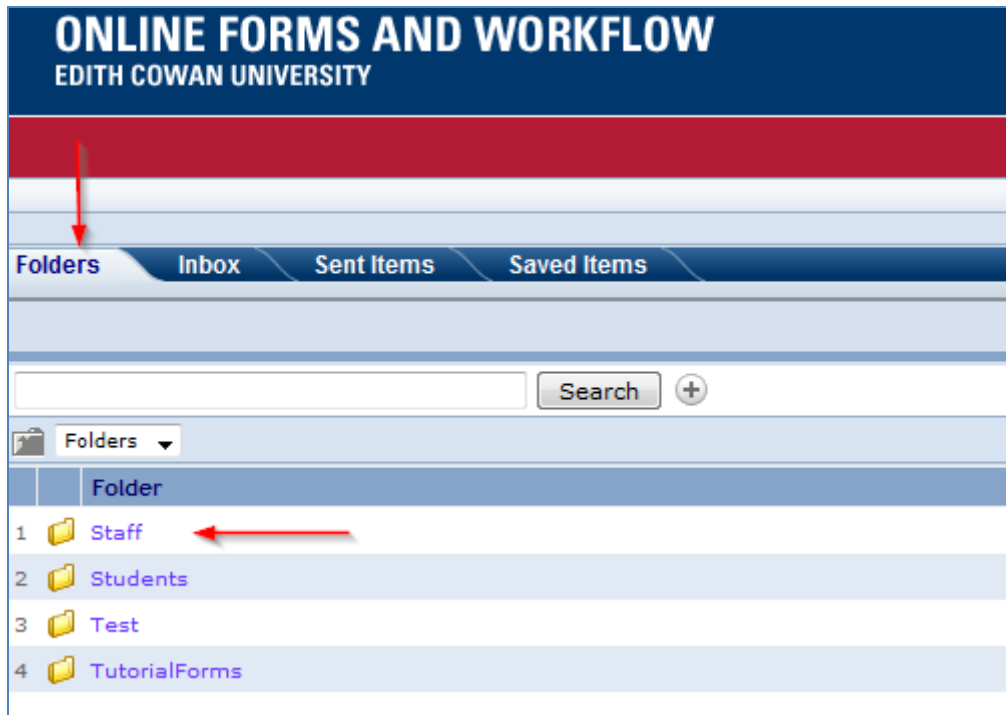 ONLINE FORMS AND WORKFLOW
EDITH COWAN UNIVERSITY
Folders Inbox Sent Items Saved Items
Search
Folders
Folder
1 Staff
2 Students
3 Test
4 TutorialForms